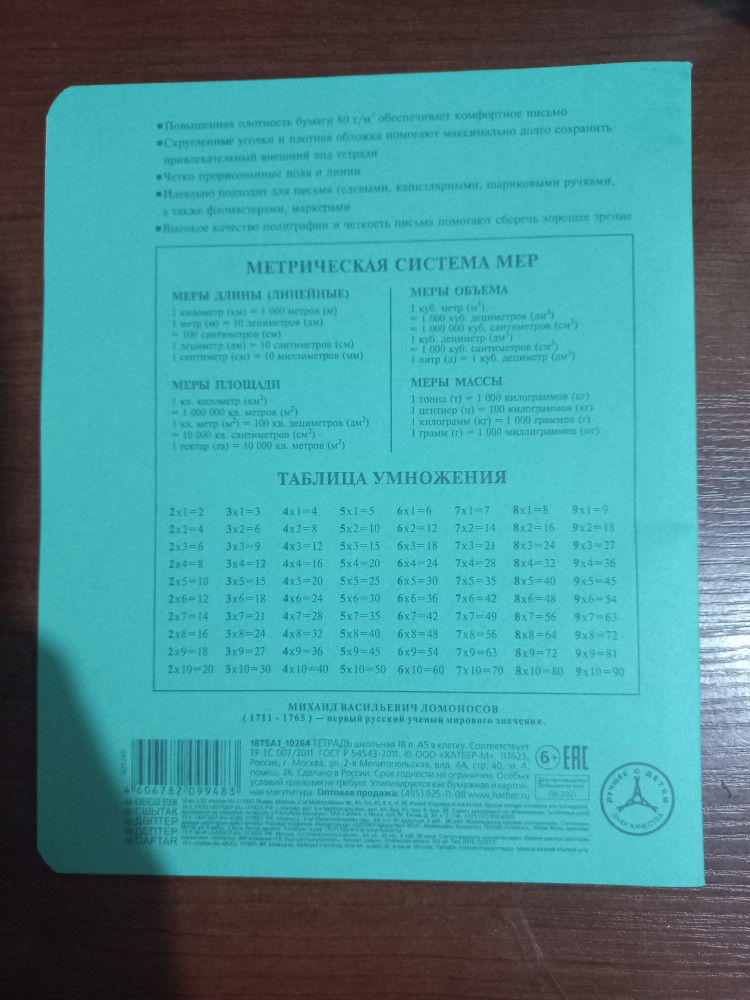 ▪Повышенная плотность бумаги 80 г/м² обеспечивает комфортное письмо
▪Скругленные уголки и плотная обложка помогают максимально долго сохранить
привлекательный внешний вид тетради
▪Четко прорисованные поля и линии
▪Идеально подходит для письма гелевыми, капиллярными, шариковыми ручками,
а также фломастерами, маркерами
▪Высокое качество полиграфии и четкость письма помогают сберечь хорошее зрение
МЕТРИЧЕСКАЯ СИСТЕМА МЕР
МЕРЫ ДЛИНЫ (ЛИНЕЙНЫЕ)
1 километр (км) = 1 000 метров (м)
1 метр (м) = 10 дециметров (дм)
= 100 сантиметров (см)
1 дециметр (дм) = 10 сантиметров (см)
1 сантиметр (см) = 10 миллиметров (мм)
МЕРЫ ОБЪЕМА
1 куб. метр (м³)
= 1 000 куб. дециметров (дм³)
= 1 000 000 куб. сантиметров (см³)
1 куб. дециметр (дм³)
= 1 000 куб. сантиметров (см³)
1 литр (л) = 1 куб. дециметр (дм³)
МЕРЫ ПЛОЩАДИ
1 кв. километр (км²)
= 1 000 000 кв. метров (м²)
1 кв. метр (м²) = 100 кв. дециметров (дм²)
= 10 000 кв. сантиметров (см²)
1 гектар (га) = 10 000 кв. метров (м²)
МЕРЫ МАССЫ
1 тонна (т) = 1 000 килограммов (кг)
1 центнер (ц) = 100 килограммов (кг)
1 килограмм (кг) = 1 000 граммов (г)
1 грамм (г) = 1 000 миллиграммов (мг)
ТАБЛИЦА УМНОЖЕНИЯ
2x1=2 3x1=3 4x1=4 5x1=5 6x1=6 7x1=7 8x1=8 9x1=9
2x2=4 3x2=6 4x2=8 5x2=10 6x2=12 7x2=14 8x2=16 9x2=18
2x3=6 3x3=9 4x3=12 5x3=15 6x3=18 7x3=21 8x3=24 9x3=27
2x4=8 3x4=12 4x4=16 5x4=20 6x4=24 7x4=28 8x4=32 9x4=36
2x5=10 3x5=15 4x5=20 5x5=25 6x5=30 7x5=35 8x5=40 9x5=45
2x6=12 3x6=18 4x6=24 5x6=30 6x6=36 7x6=42 8x6=48 9x6=54
2x7=14 3x7=21 4x7=28 5x7=35 6x7=42 7x7=49 8x7=56 9x7=63
2x8=16 3x8=24 4x8=32 5x8=40 6x8=48 7x8=56 8x8=64 9x8=72
2x9=18 3x9=27 4x9=36 5x9=45 6x9=54 7x9=63 8x9=72 9x9=81
2x10=20 3x10=30 4x10=40 5x10=50 6x10=60 7x10=70 8x10=80 9x10=90
МИХАИЛ ВАСИЛЬЕВИЧ ЛОМОНОСОВ
(1711 - 1765) — первый русский ученый мирового значения.
18Т5А1_10264 ТЕТРАДЬ школьная 18 л. А5 в клетку. Соответствует
ТР ТС 007/2011. ГОСТ Р 54543-2011. © ООО «ХАТБЕР-М», 117623,
Россия, г. Москва, ул. 2-я Мелитопольская, влд. 4А, стр. 40, эт. 4,
помещ. 26. Сделано в России. Срок годности не ограничен. Особых
условий хранения не требует. Утилизируется как бумажная и картон-
ная макулатура. Оптовая продажа: (495) 925-11-08 www.hatber.ru
4 606782 099483
6+ EAC
Дата производства
09.2021
ЛУЧШЕЕ ДЕТЯМ
ЗНАК КАЧЕСТВА
EXERCISE BOOK
СШЫТАК
ДӘПТЕР
ДЕПТЕР
DAFTAR